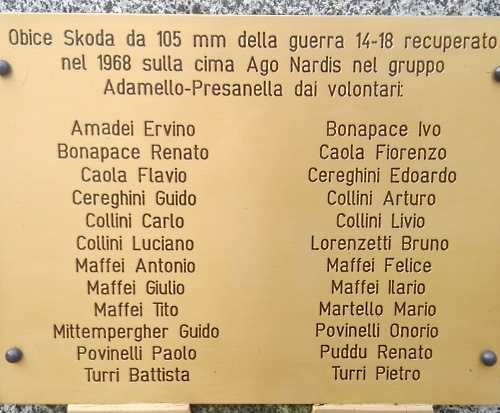 Obice Skoda da 105 mm della guerra 14-18 recuperato
nel 1968 sulla cima Ago Nardis nel gruppo
Adamello-Presanella dai volontari:
Amadei Ervino
Bonapace Renato
Caola Flavio
Cereghini Guido
Collini Carlo
Collini Luciano
Maffei Antonio
Maffei Giulio
Maffei Tito
Mittempergher Guido
Povinelli Paolo
Turri Battista
Bonapace Ivo
Caola Fiorenzo
Cereghini Edoardo
Collini Arturo
Collini Livio
Lorenzetti Bruno
Maffei Felice
Maffei Ilario
Martello Mario
Povinelli Onorio
Puddu Renato
Turri Pietro